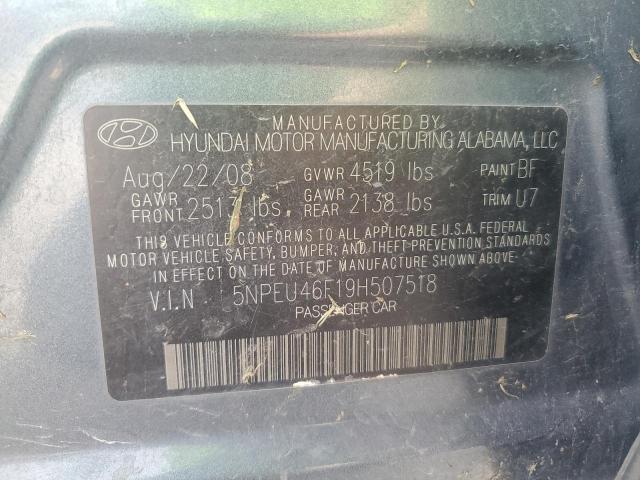 MANUFACTURED BY
HYUNDAI MOTOR MANUFACTURING ALABAMA, LLC
Aug/22/08 GVWR 4519 lbs PAINT BF
GAWR FRONT 2517 lbs, GAWR REAR 2138 lbs TRIM U7
THIS VEHICLE CONFORMS TO ALL APPLICABLE U.S.A. FEDERAL
MOTOR VEHICLE SAFETY, BUMPER, AND THEFT PREVENTION STANDARDS
IN EFFECT ON THE DATE OF MANUFACTURE SHOWN ABOVE.
V.I.N 5NPEU46F19H507518
PASSENGER CAR